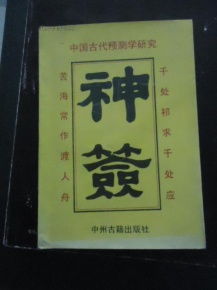 中国古代预测学研究
千处祈求千处应
神签
苦海常作渡人舟
中州古籍出版社